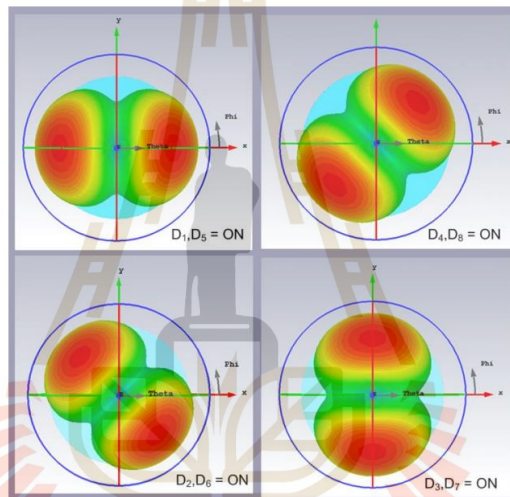 y
Phi
Theta
x
D₁,D₅ = ON
Phi
Theta
x
D₄,D₈ = ON
y
Phi
Theta
x
D₂,D₆ = ON
y
Phi
Theta
x
D₃,D₇ = ON